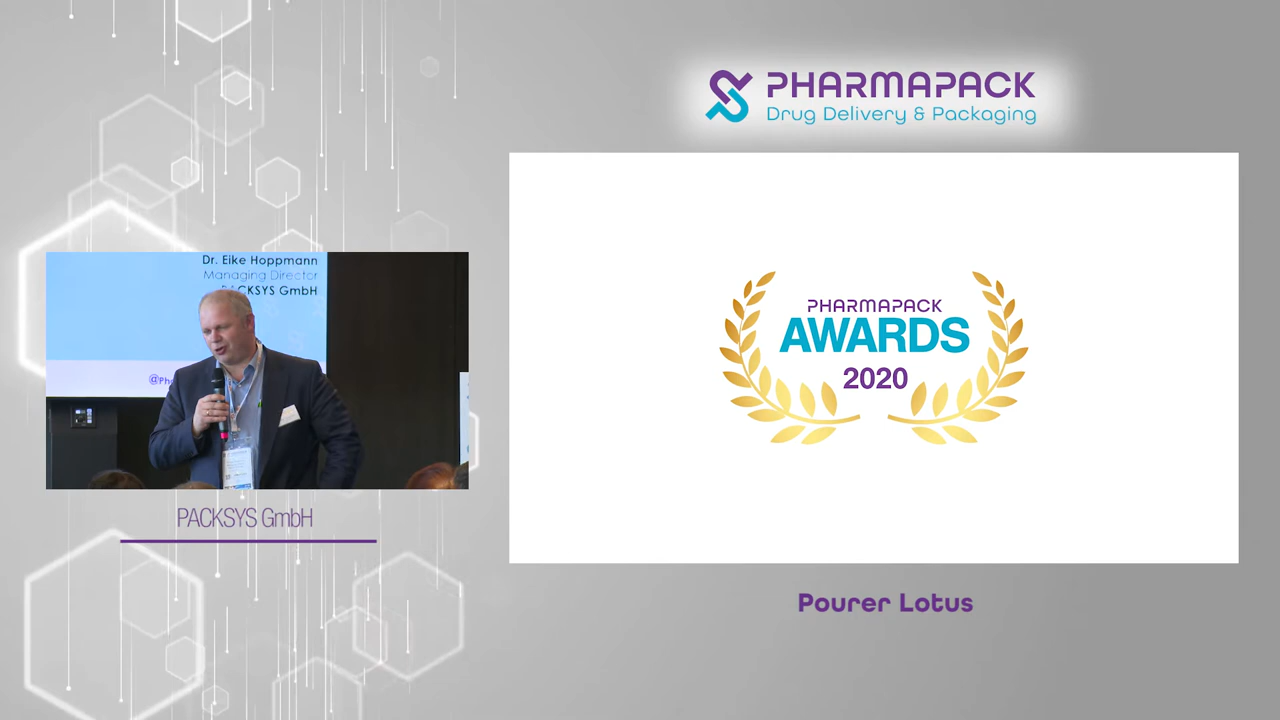 PHARMAPACK
Drug Delivery & Packaging
Dr. Eike Hoppmann
Managing Director
PACKSYS GmbH
PHARMAPACK
AWARDS
2020
PACKSYS GmbH
Pourer Lotus